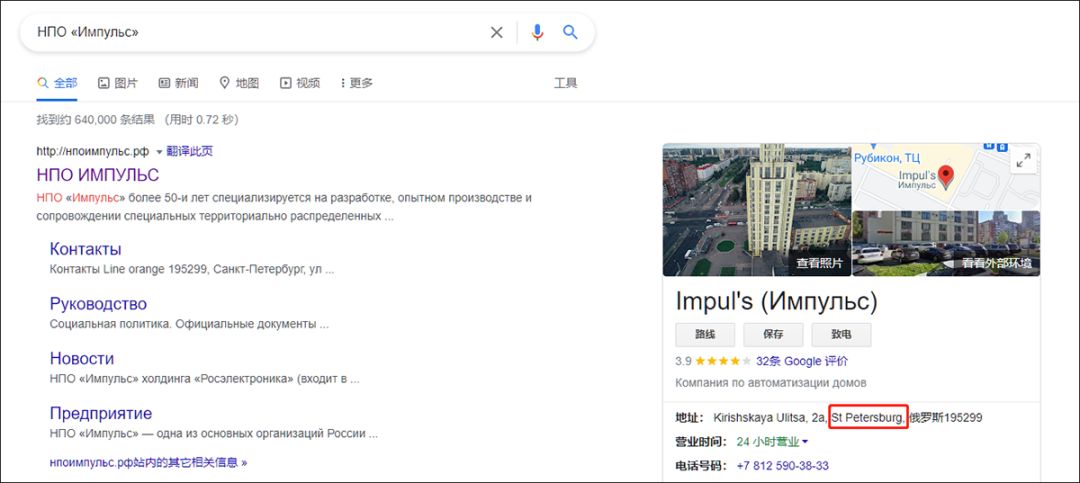 НПО «Импульс»
全部 图片 新闻 地图 视频 更多 工具
找到约 640,000 条结果 （用时 0.72 秒）
http://нпоимпульс.рф 翻译此页
НПО ИМПУЛЬС
НПО «Импульс» более 50-и лет специализируется на разработке, опытном производстве и
сопровождении специальных территориально распределенных ...
Контакты
Контакты Line orange 195299, Санкт-Петербург, ул ...
Руководство
Социальная политика. Официальные документы ...
Новости
НПО «Импульс» холдинга «Росэлектроника» (входит в ...
Предприятие
НПО «Импульс» — одна из основных организаций России ...
нпоимпульс.рф站内的其它相关信息 »
Рубикон, ТЦ
Impul's
Импульс
查看照片
看看外部环境
Impul's (Импульс)
路线 保存 致电
3.9 32条 Google 评价
Компания по автоматизации домов
地址： Kirishskaya Ulitsa, 2а, St Petersburg, 俄罗斯195299
营业时间： 24 小时营业
电话号码： +7 812 590-38-33